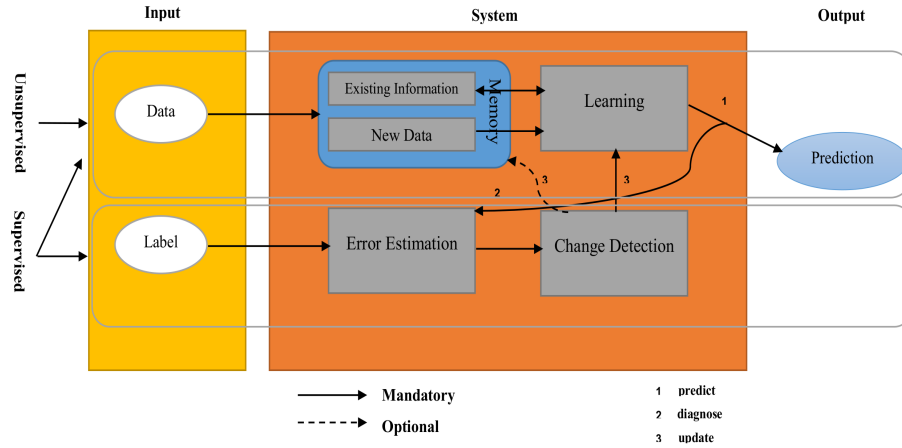 Input
System
Output
Unsupervised
Supervised
Data
Existing Information
New Data
Memory
Learning
1
Prediction
3
3
2
Label
Error Estimation
Change Detection
Mandatory
Optional
1 predict
2 diagnose
3 update